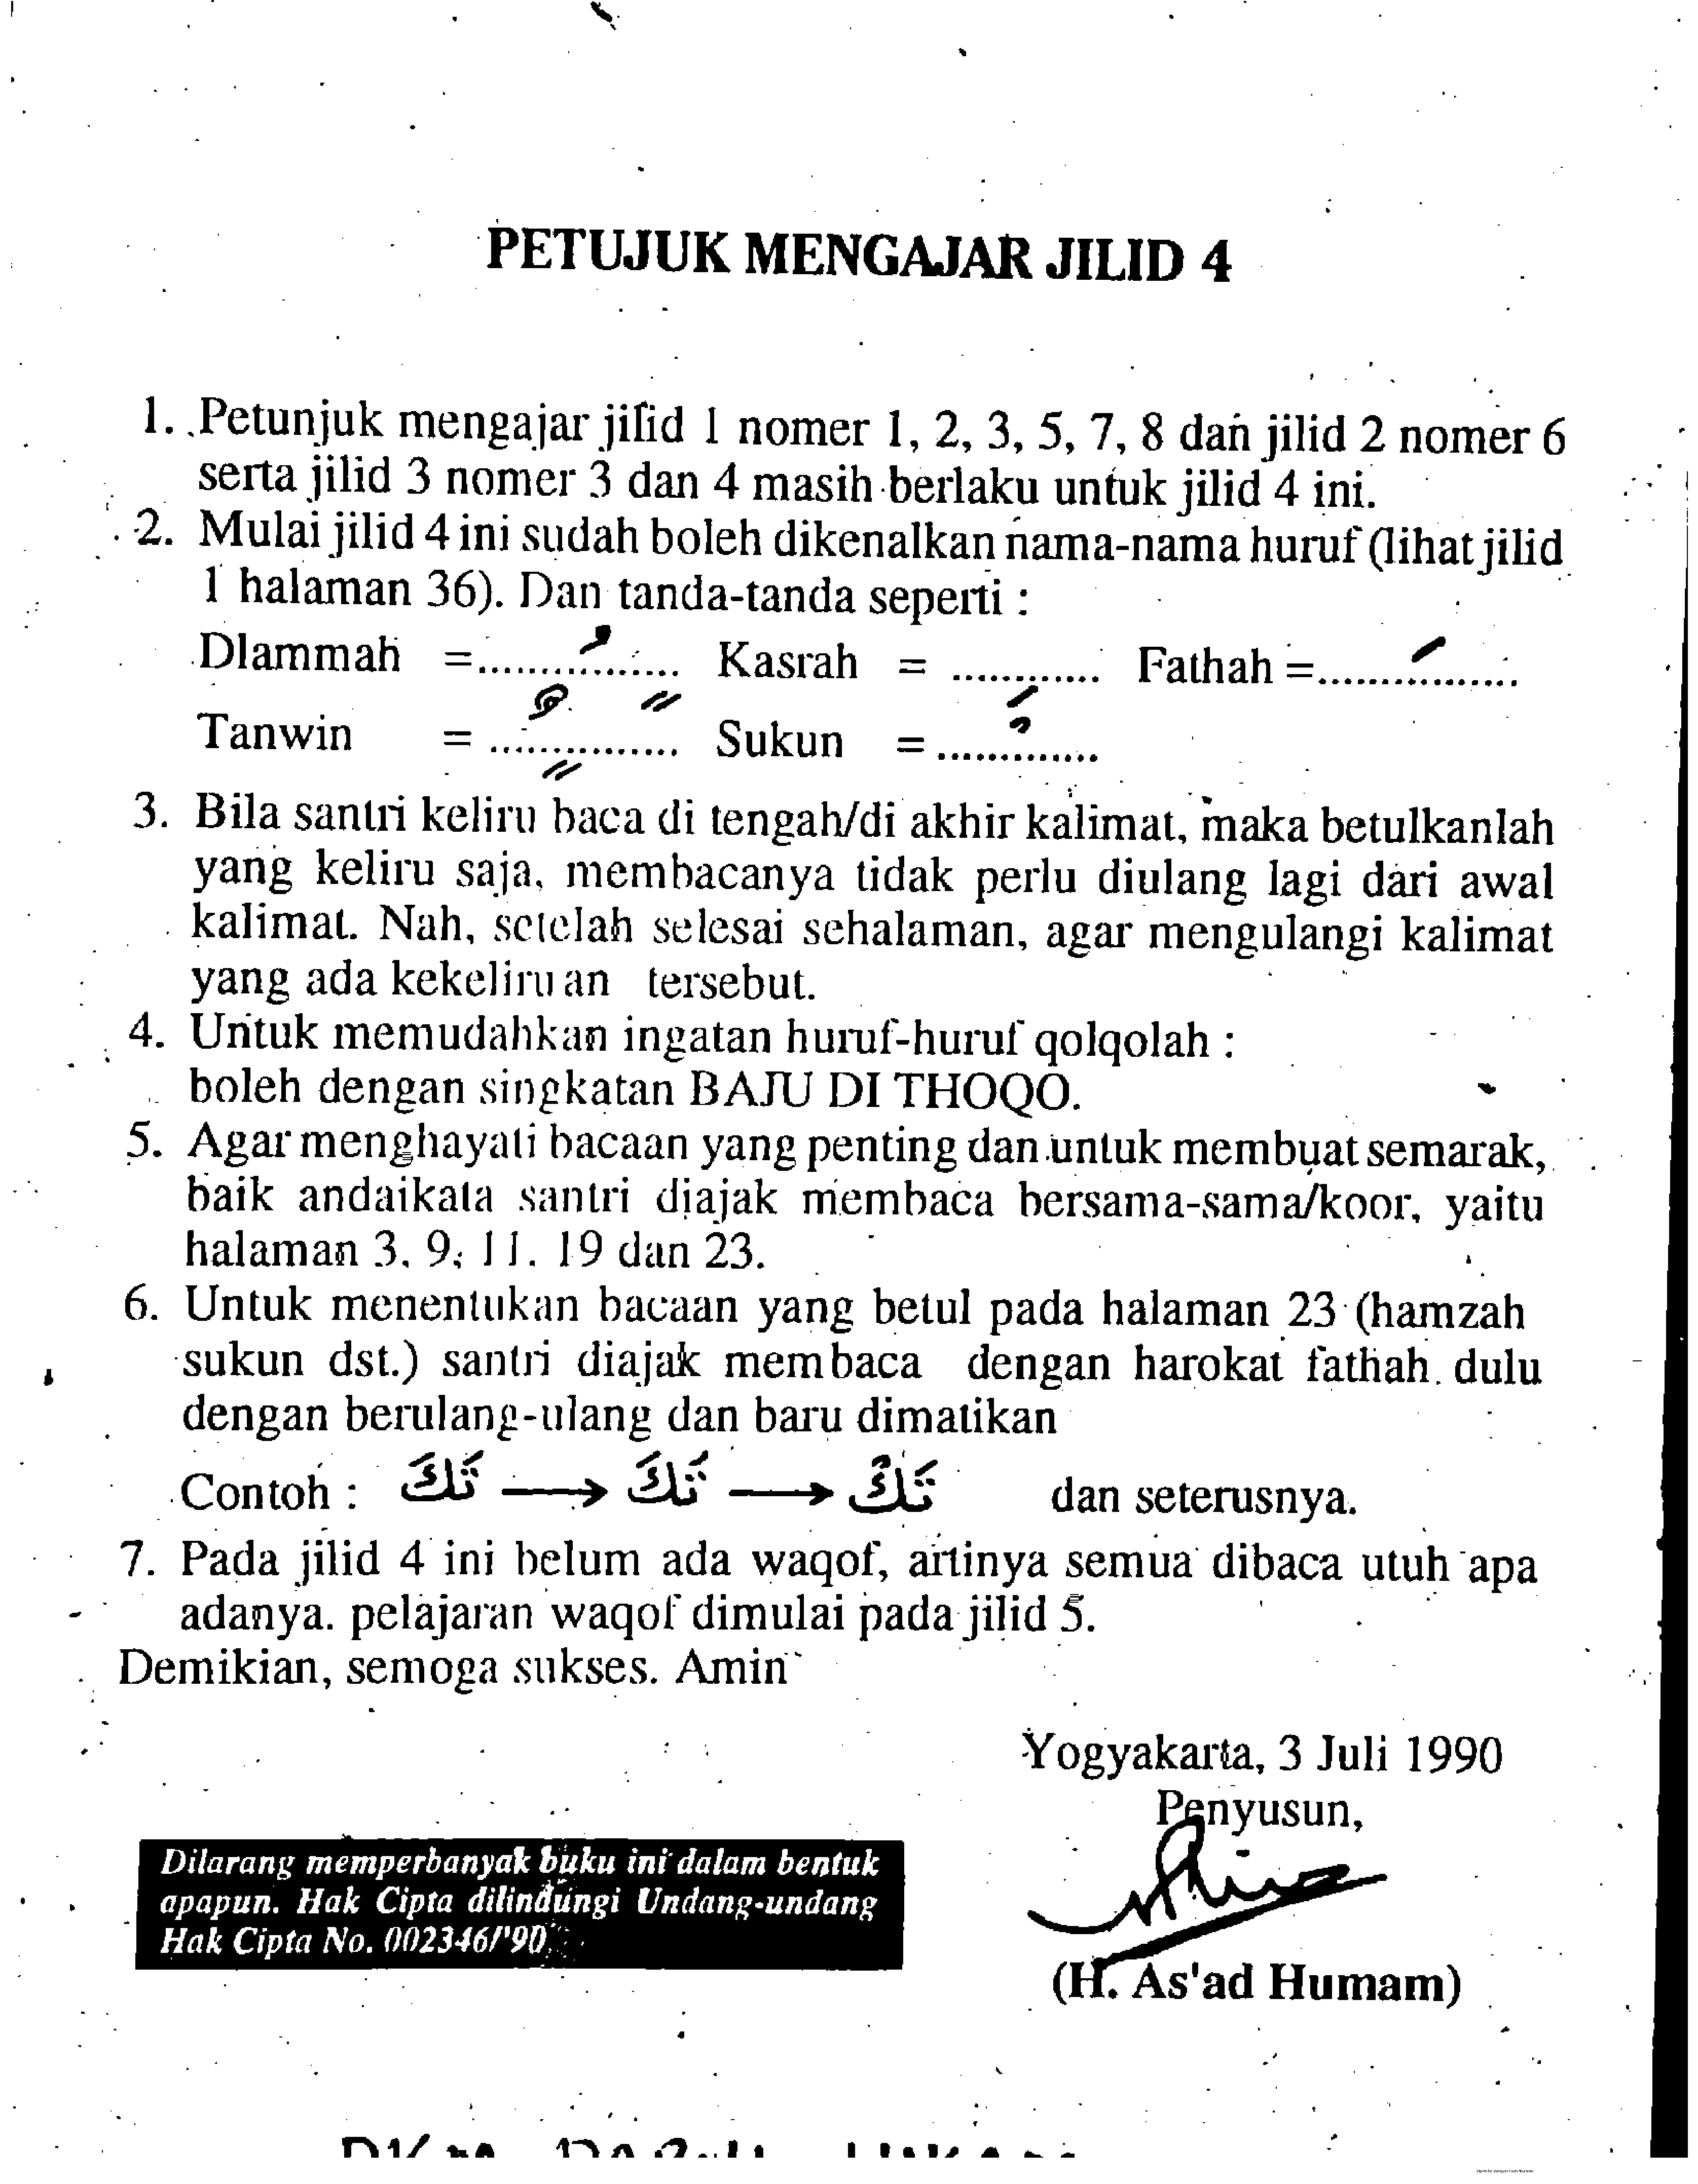 PETUJUK MENGAJAR JILID 4
1. Petunjuk mengajar jilid 1 nomer 1, 2, 3, 5, 7, 8 dan jilid 2 nomer 6
serta jilid 3 nomer 3 dan 4 masih berlaku untuk jilid 4 ini.
2. Mulai jilid 4 ini sudah boleh dikenalkan nama-nama huruf (lihat jilid
1 halaman 36). Dan tanda-tanda seperti :
Dlammah =......ُ...... Kasrah = ......ِ...... Fathah =......َ......
Tanwin = ......ٌ ً ٍ...... Sukun = ......ْ......
3. Bila santri keliru baca di tengah/di akhir kalimat, maka betulkanlah
yang keliru saja, membacanya tidak perlu diulang lagi dari awal
kalimat. Nah, setelah selesai sehalaman, agar mengulangi kalimat
yang ada kekeliruan tersebut.
4. Untuk memudahkan ingatan huruf-huruf qolqolah :
boleh dengan singkatan BAJU DI THOQO.
5. Agar menghayati bacaan yang penting dan untuk membuat semarak,
baik andaikata santri diajak membaca bersama-sama/koor, yaitu
halaman 3, 9, 11, 19 dan 23.
6. Untuk menentukan bacaan yang betul pada halaman 23 (hamzah
sukun dst.) santri diajak membaca dengan harokat fathah dulu
dengan berulang-ulang dan baru dimatikan
Contoh : تَكَ → تَكَ → تَكْ dan seterusnya.
7. Pada jilid 4 ini belum ada waqof, artinya semua dibaca utuh apa
adanya. pelajaran waqof dimulai pada jilid 5.
Demikian, semoga sukses. Amin
Yogyakarta, 3 Juli 1990
Penyusun,
Dilarang memperbanyak buku ini dalam bentuk
apapun. Hak Cipta dilindungi Undang-undang
Hak Cipta No. 002346/'90
(H. As'ad Humam)